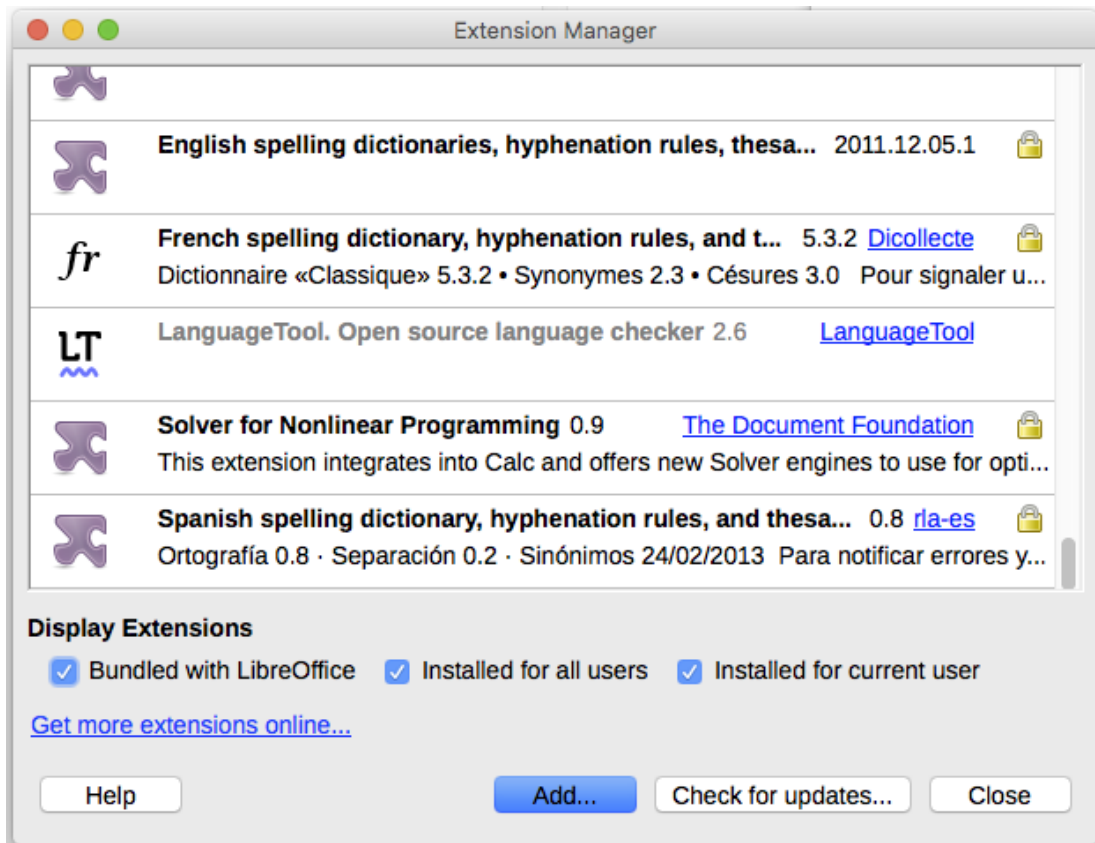 Extension Manager
English spelling dictionaries, hyphenation rules, thesa... 2011.12.05.1
fr
French spelling dictionary, hyphenation rules, and t... 5.3.2 Dicollecte
Dictionnaire «Classique» 5.3.2 • Synonymes 2.3 • Césures 3.0 Pour signaler u...
LT
LanguageTool. Open source language checker 2.6 LanguageTool
Solver for Nonlinear Programming 0.9 The Document Foundation
This extension integrates into Calc and offers new Solver engines to use for opti...
Spanish spelling dictionary, hyphenation rules, and thesa... 0.8 rla-es
Ortografía 0.8 · Separación 0.2 · Sinónimos 24/02/2013 Para notificar errores y...
Display Extensions
Bundled with LibreOffice Installed for all users Installed for current user
Get more extensions online...
Help Add... Check for updates... Close